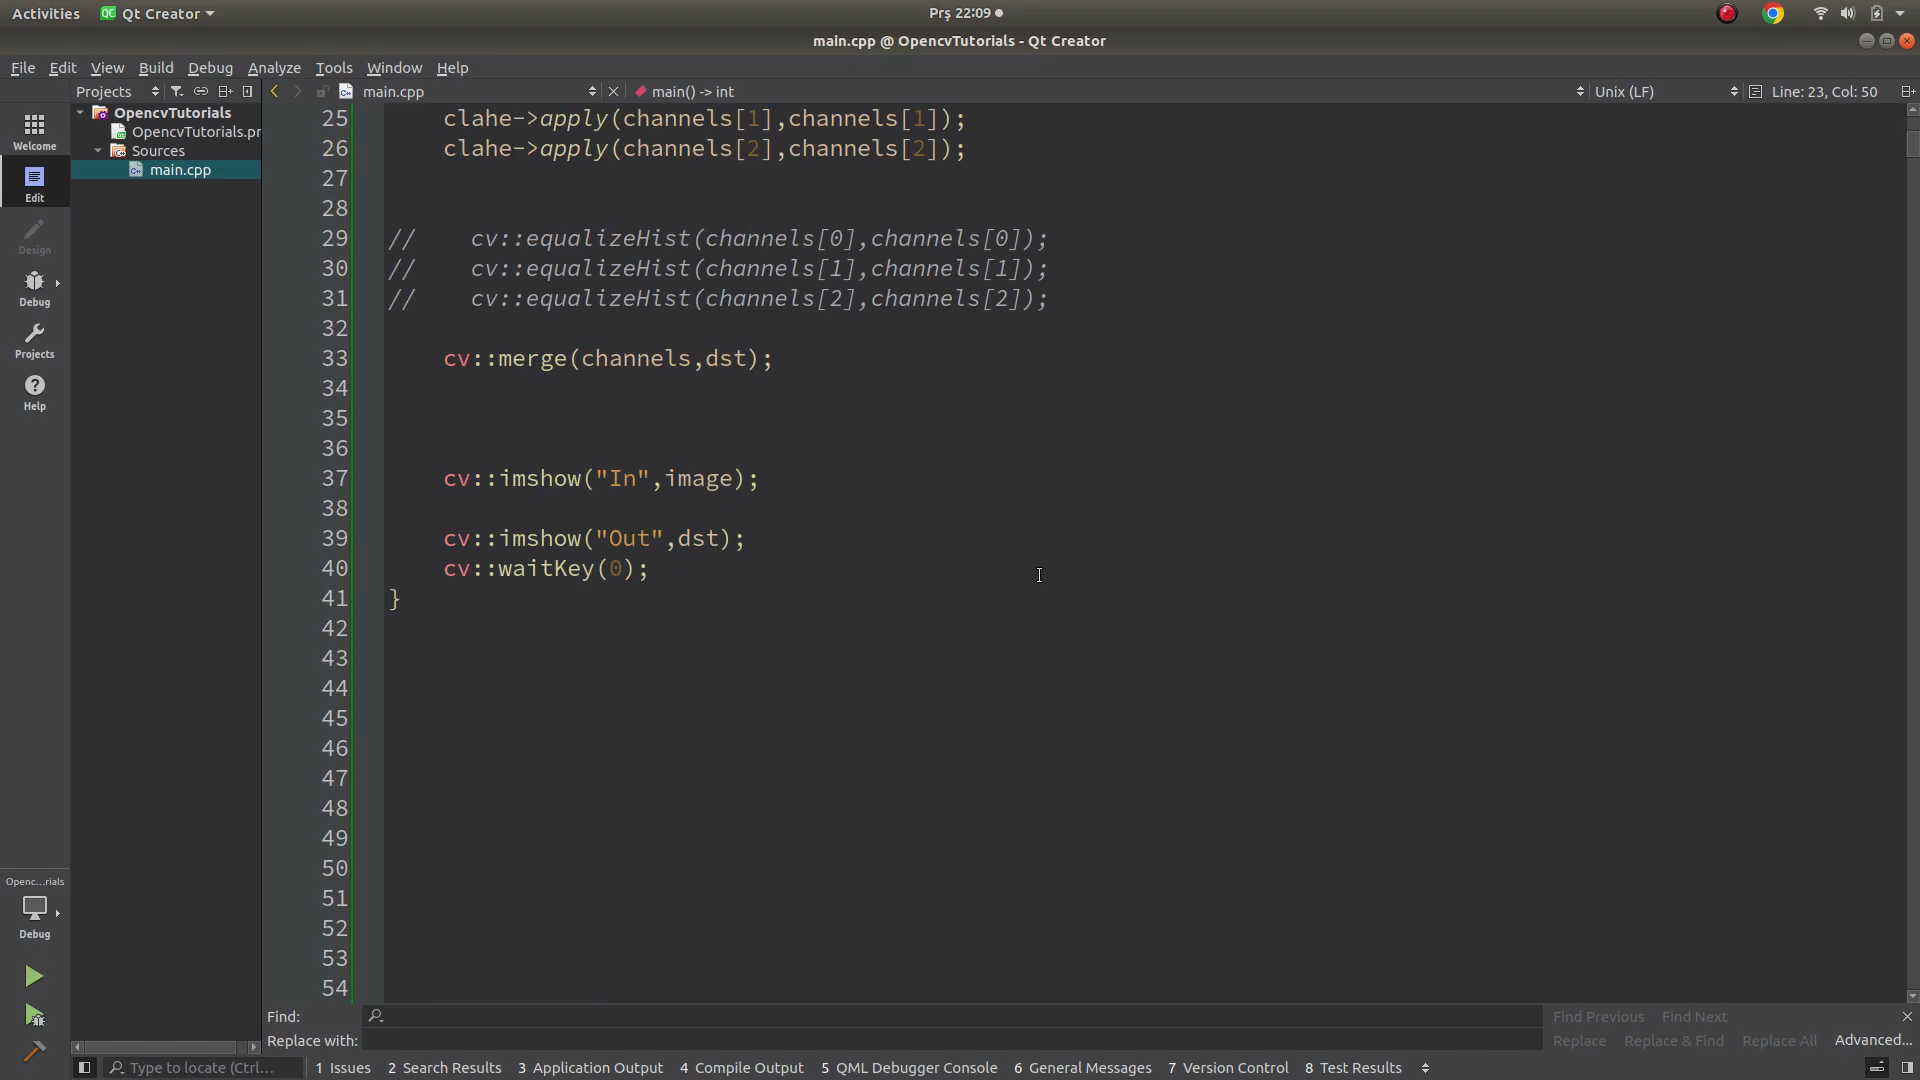 Activities Qt Creator Prş 22:09
main.cpp @ OpencvTutorials - Qt Creator
File Edit View Build Debug Analyze Tools Window Help
Projects main.cpp main() -> int Unix (LF) Line: 23, Col: 50
OpencvTutorials
OpencvTutorials.pr
Sources
main.cpp
Welcome
Edit
Design
Debug
Projects
Help
25 clahe->apply(channels[1],channels[1]);
26 clahe->apply(channels[2],channels[2]);
27
28
29 // cv::equalizeHist(channels[0],channels[0]);
30 // cv::equalizeHist(channels[1],channels[1]);
31 // cv::equalizeHist(channels[2],channels[2]);
32
33 cv::merge(channels,dst);
34
35
36
37 cv::imshow("In",image);
38
39 cv::imshow("Out",dst);
40 cv::waitKey(0);
41 }
42
43
44
45
46
47
48
49
50
51
52
53
54
Openc...rials
Debug
Find: Find Previous Find Next
Replace with: Replace Replace & Find Replace All Advanced...
Type to locate (Ctrl... 1 Issues 2 Search Results 3 Application Output 4 Compile Output 5 QML Debugger Console 6 General Messages 7 Version Control 8 Test Results